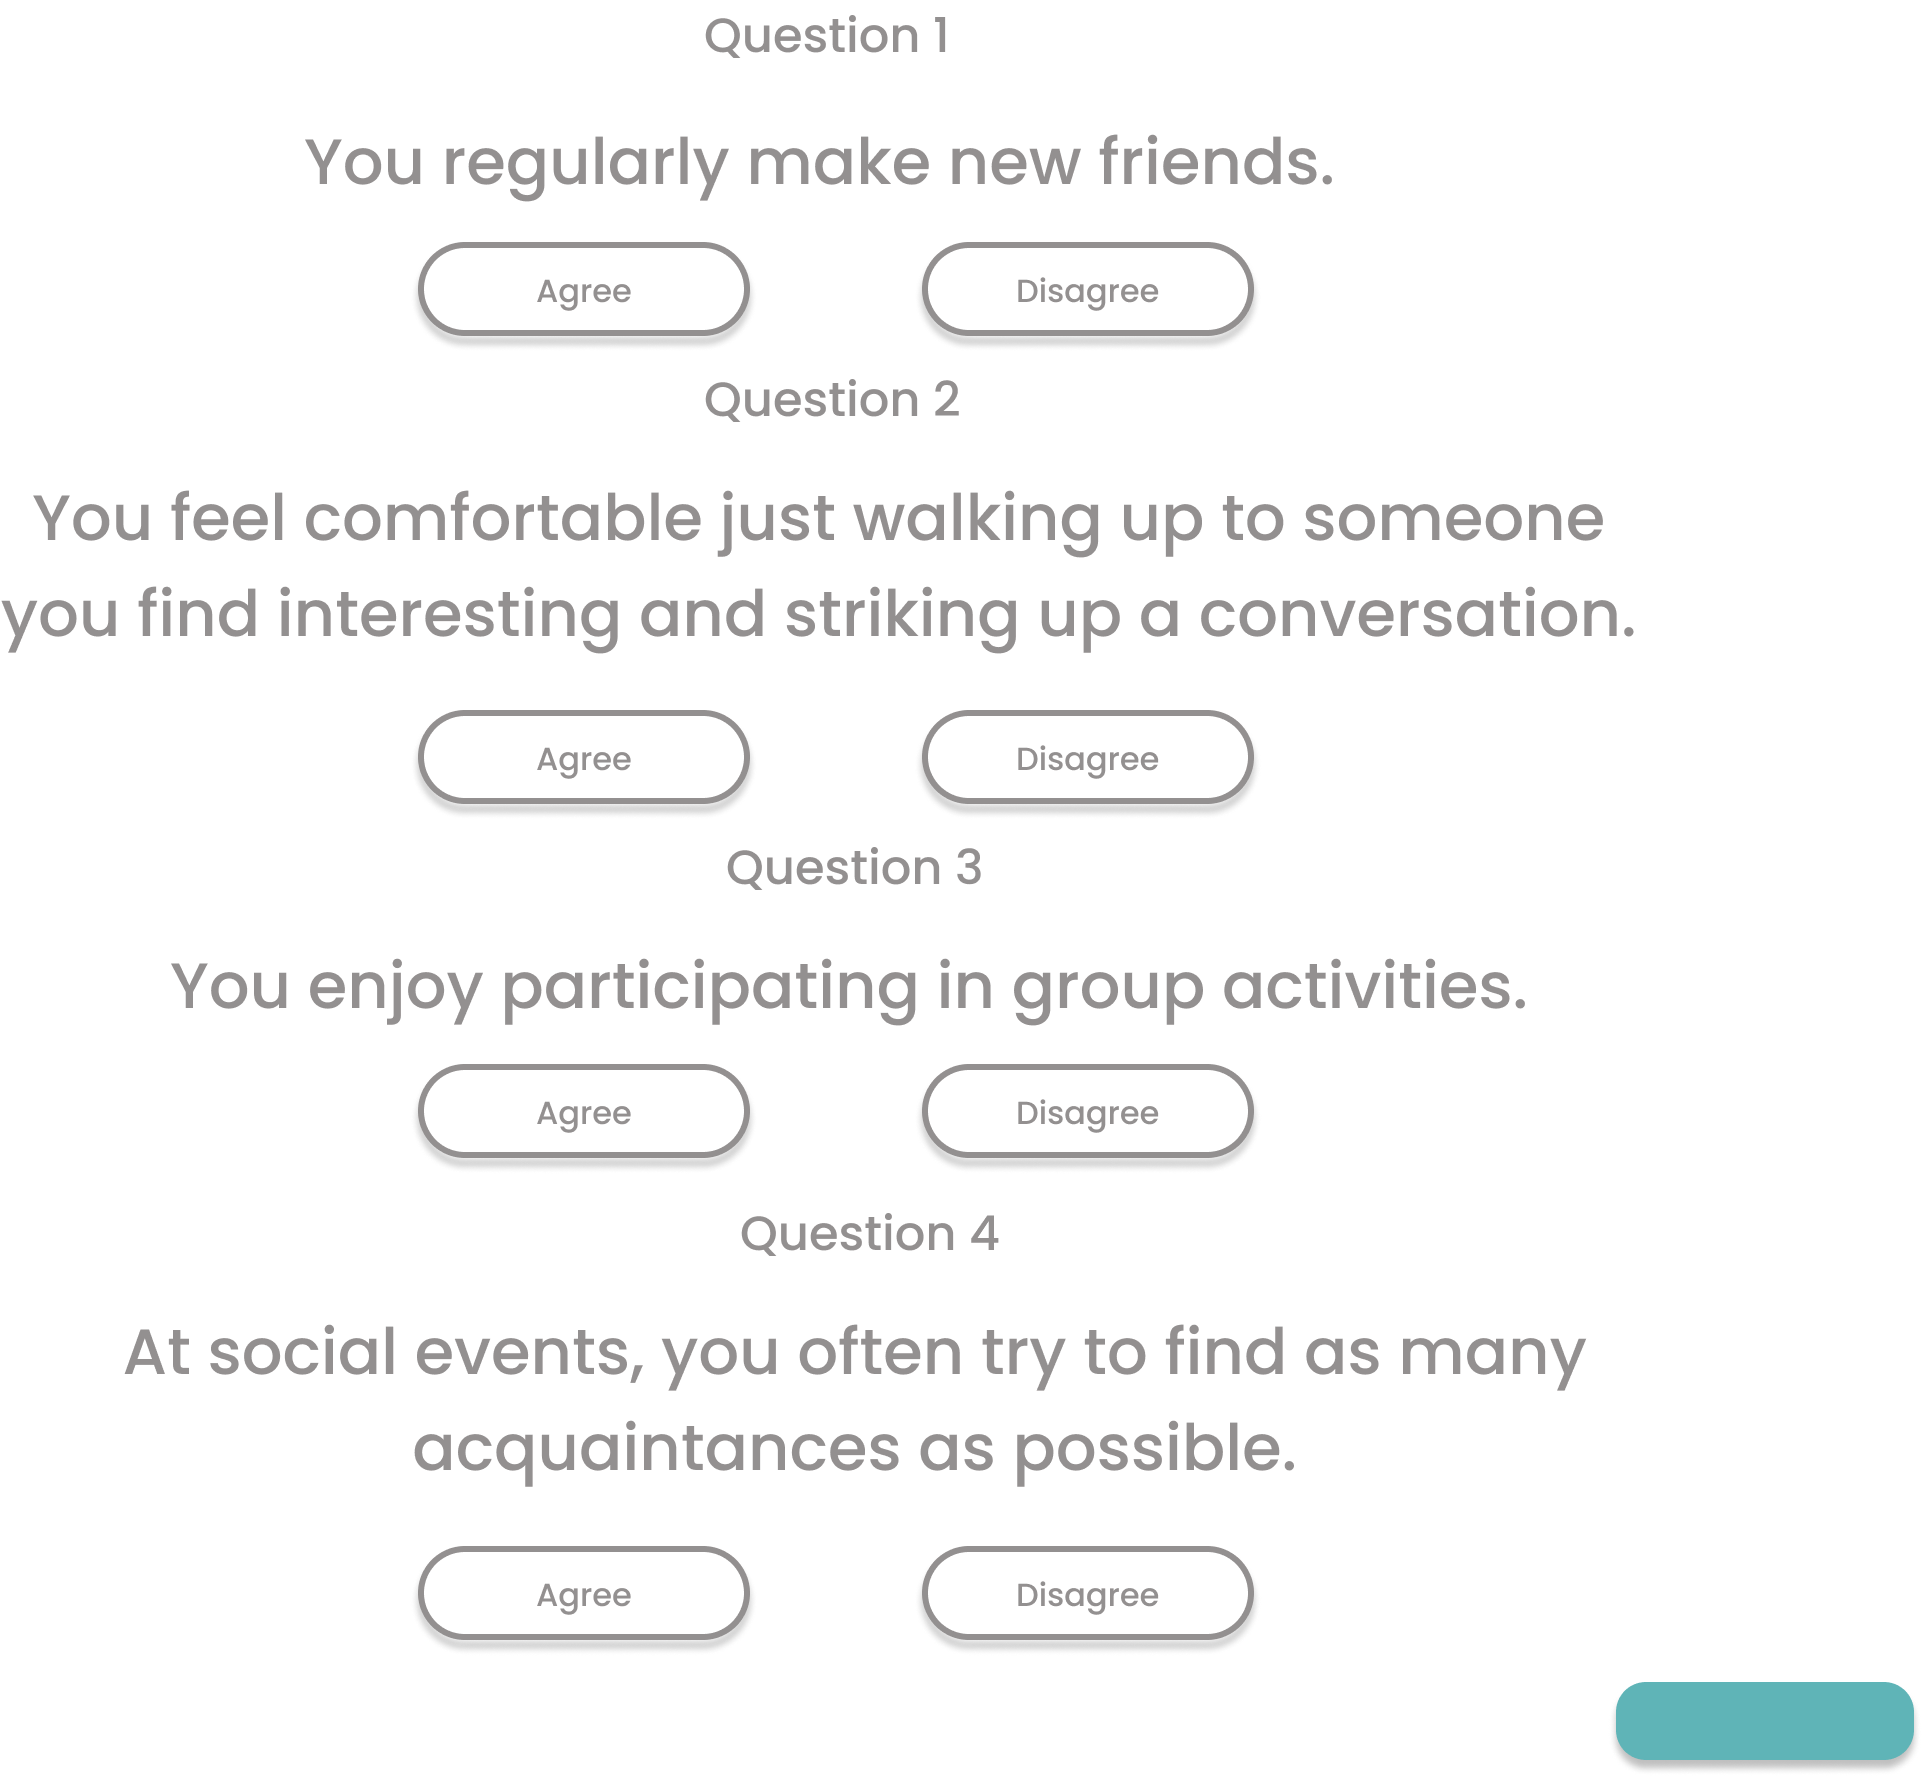 Question 1
You regularly make new friends.
Agree Disagree
Question 2
You feel comfortable just walking up to someone
you find interesting and striking up a conversation.
Agree Disagree
Question 3
You enjoy participating in group activities.
Agree Disagree
Question 4
At social events, you often try to find as many
acquaintances as possible.
Agree Disagree